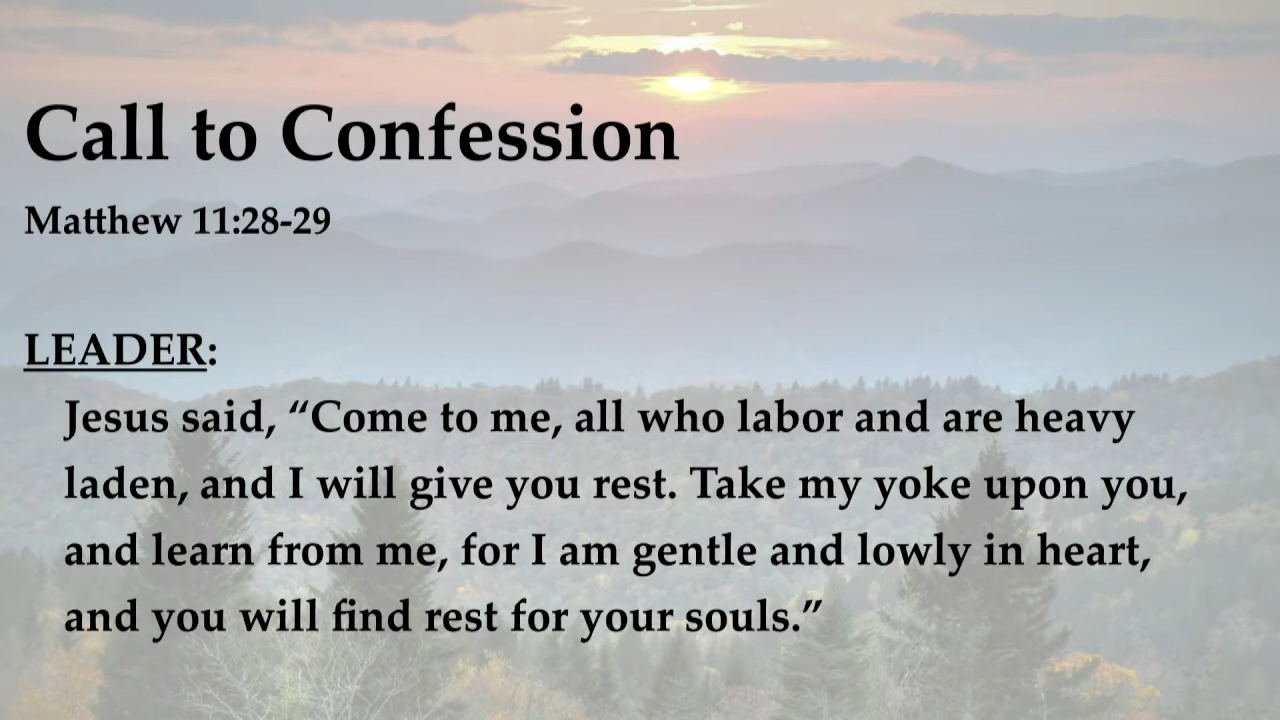 Call to Confession
Matthew 11:28-29
LEADER:
Jesus said, “Come to me, all who labor and are heavy
laden, and I will give you rest. Take my yoke upon you,
and learn from me, for I am gentle and lowly in heart,
and you will find rest for your souls.”